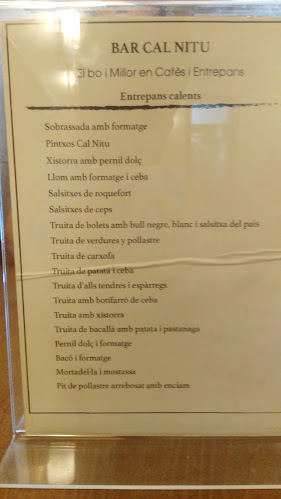 BAR CAL NITU
El bo i Millor en Cafès i Entrepans
Entrepans calents
Sobrassada amb formatge
Pintxos Cal Nitu
Xistorra amb pernil dolç
Llom amb formatge i ceba
Salsitxes de roquefort
Salsitxes de ceps
Truita de bolets amb bull negre, blanc i salsitxa del país
Truita de verdures y pollastre
Truita de carxofa
Truita de patata i ceba
Truita d'alls tendres i espàrregs
Truita amb botifarró de ceba
Truita amb xistorra
Truita de bacallà amb patata i pastanaga
Pernil dolç i formatge
Bacó i formatge
Mortadel·la i mostassa
Pit de pollastre arrebosat amb enciam